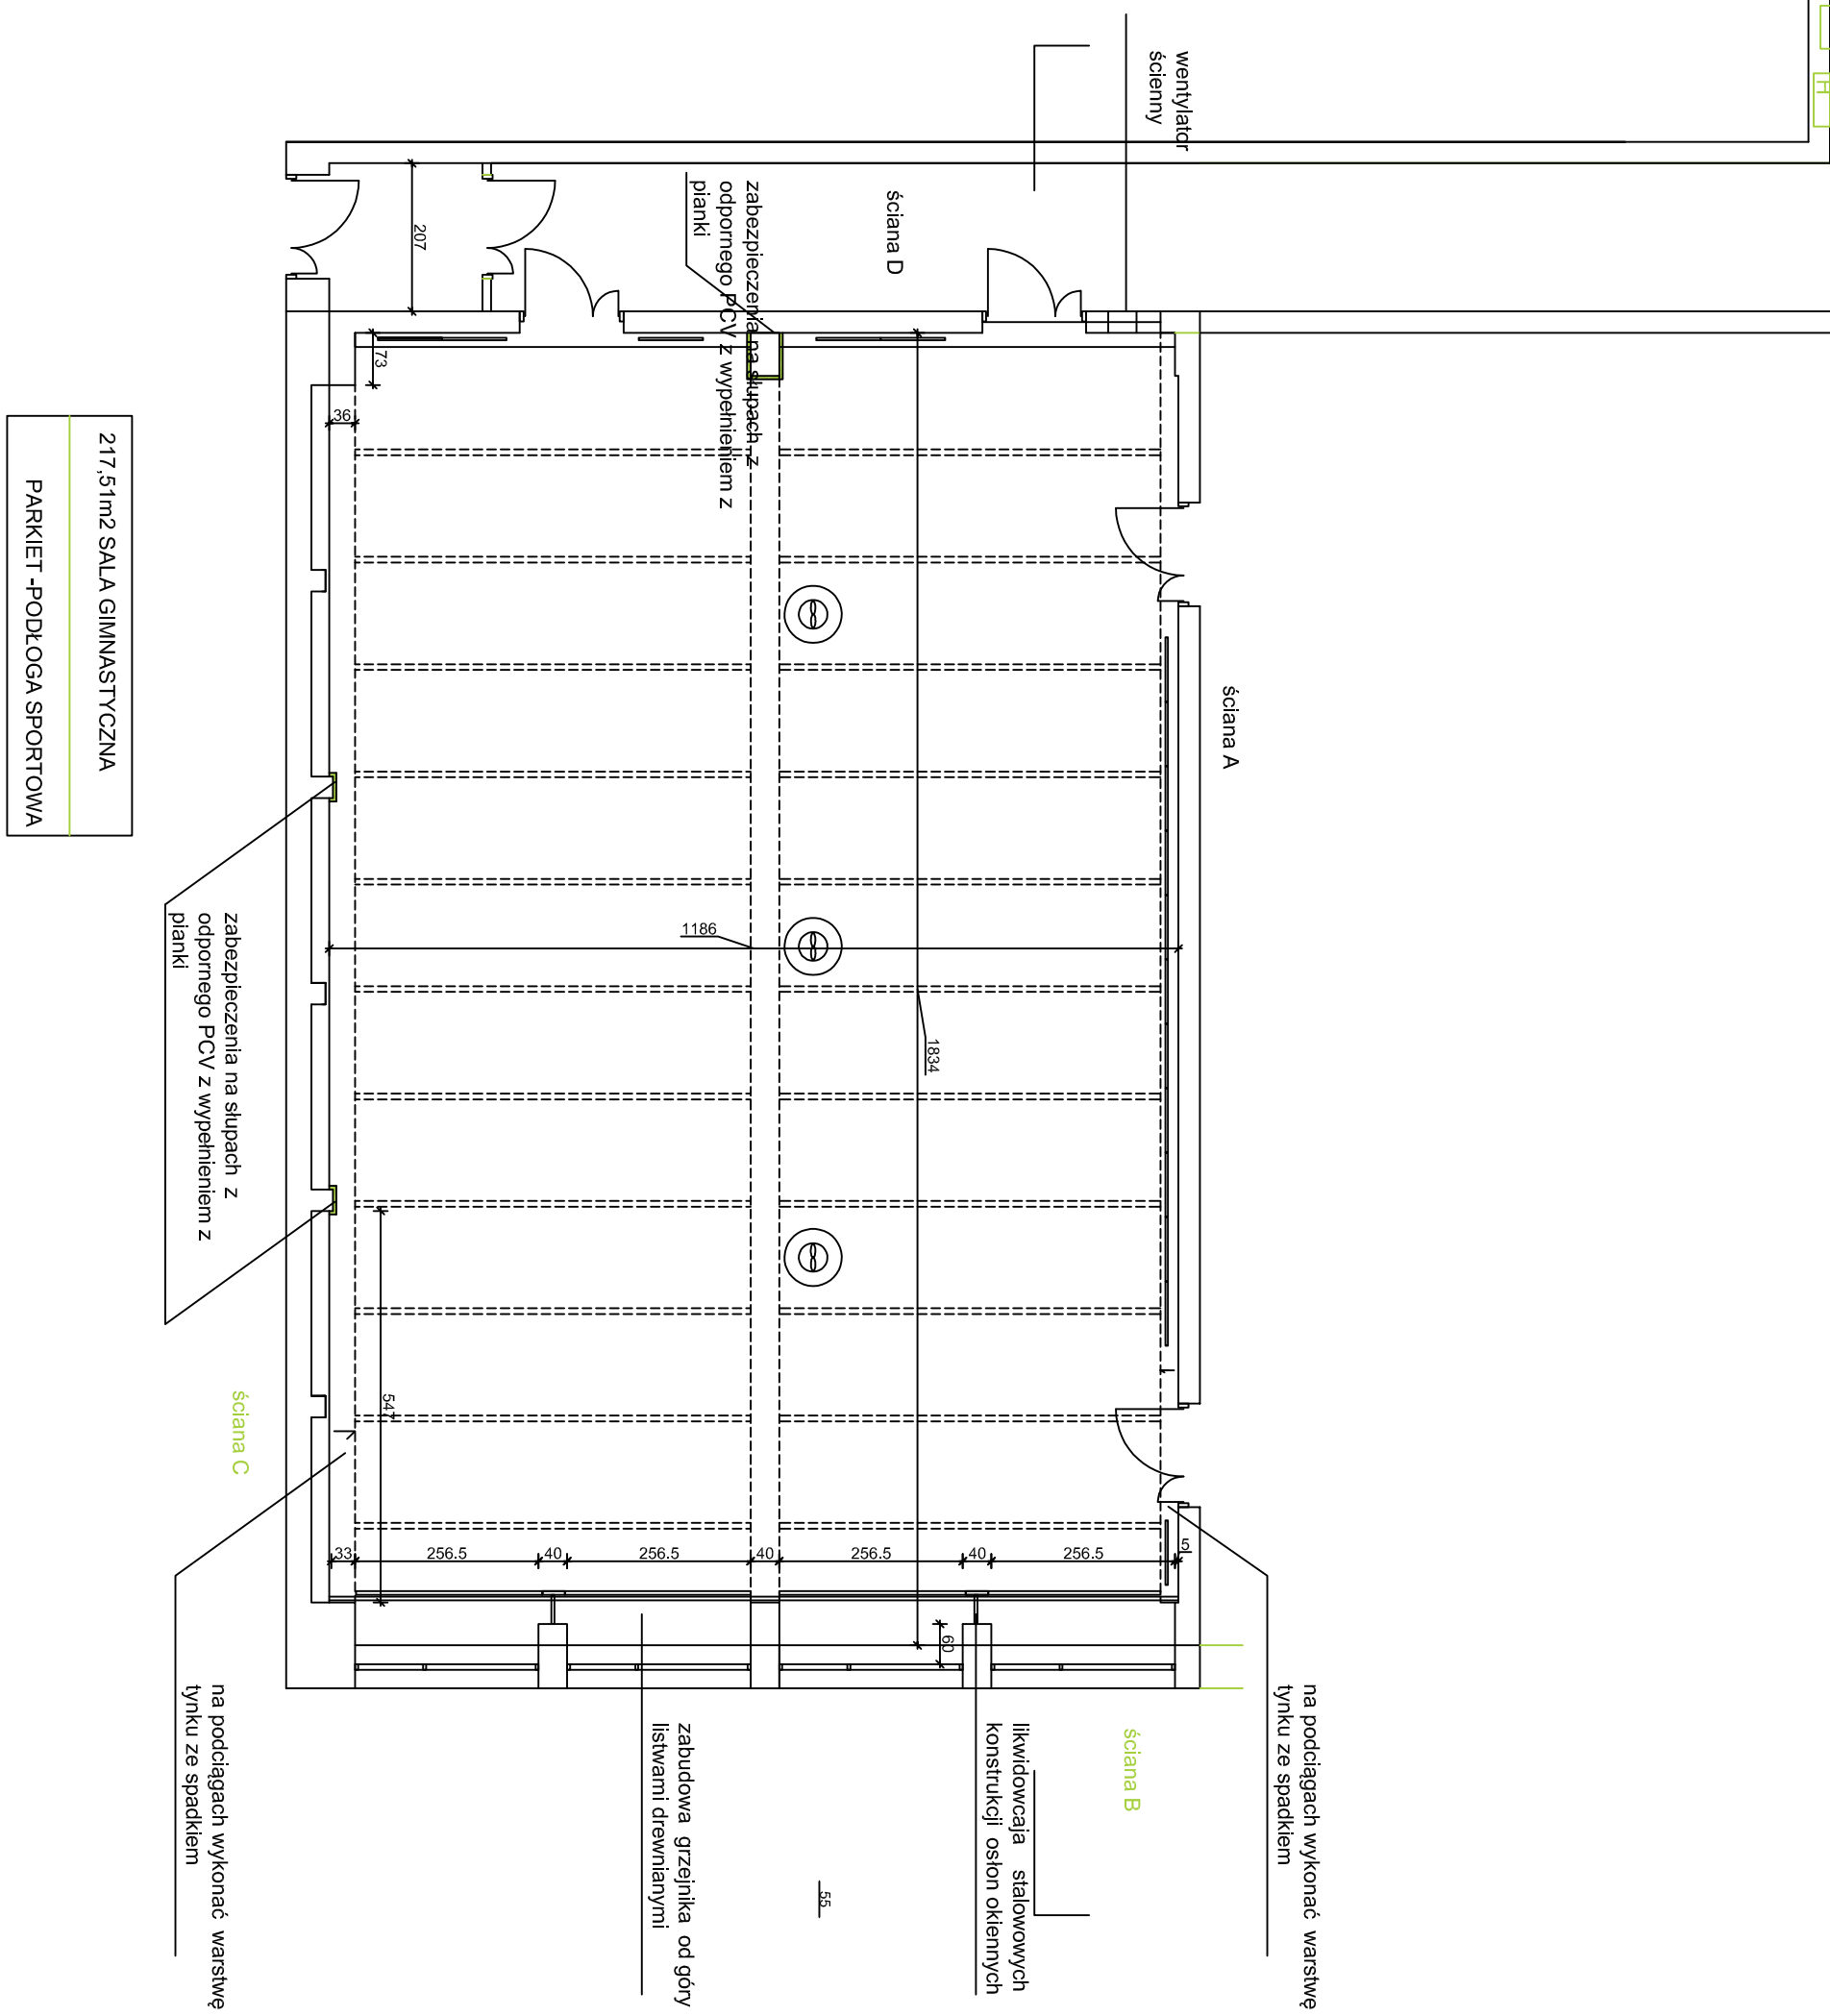 H
wentylator
ścienny
ściana D
zabezpieczenia na słupach z
odpornego PCV z wypełnieniem z
pianki
207
73
36
ściana A
217,51m2 SALA GIMNASTYCZNA
PARKIET -PODŁOGA SPORTOWA
1186
1834
zabezpieczenia na słupach z
odpornego PCV z wypełnieniem z
pianki
547
ściana C
33
256.5
40
256.5
40
256.5
40
256.5
5
60
na podciągach wykonać warstwę
tynku ze spadkiem
ściana B
likwidowcaja stalowowych
konstrukcji osłon okiennych
55
zabudowa grzejnika od góry
listwami drewnianymi
na podciągach wykonać warstwę
tynku ze spadkiem